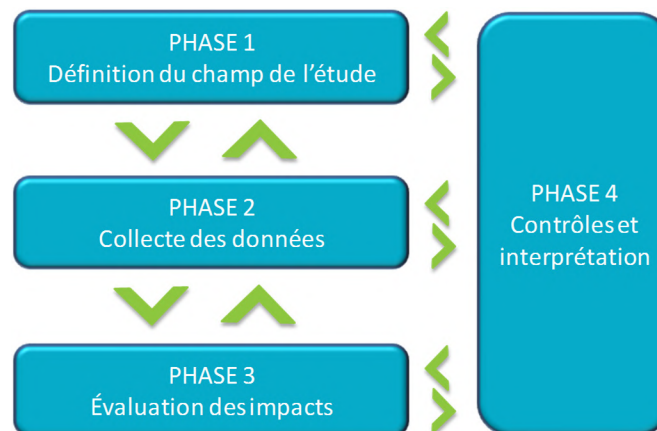 PHASE 1
Définition du champ de l'étude
PHASE 2
Collecte des données
PHASE 3
Évaluation des impacts
PHASE 4
Contrôles et
interprétation